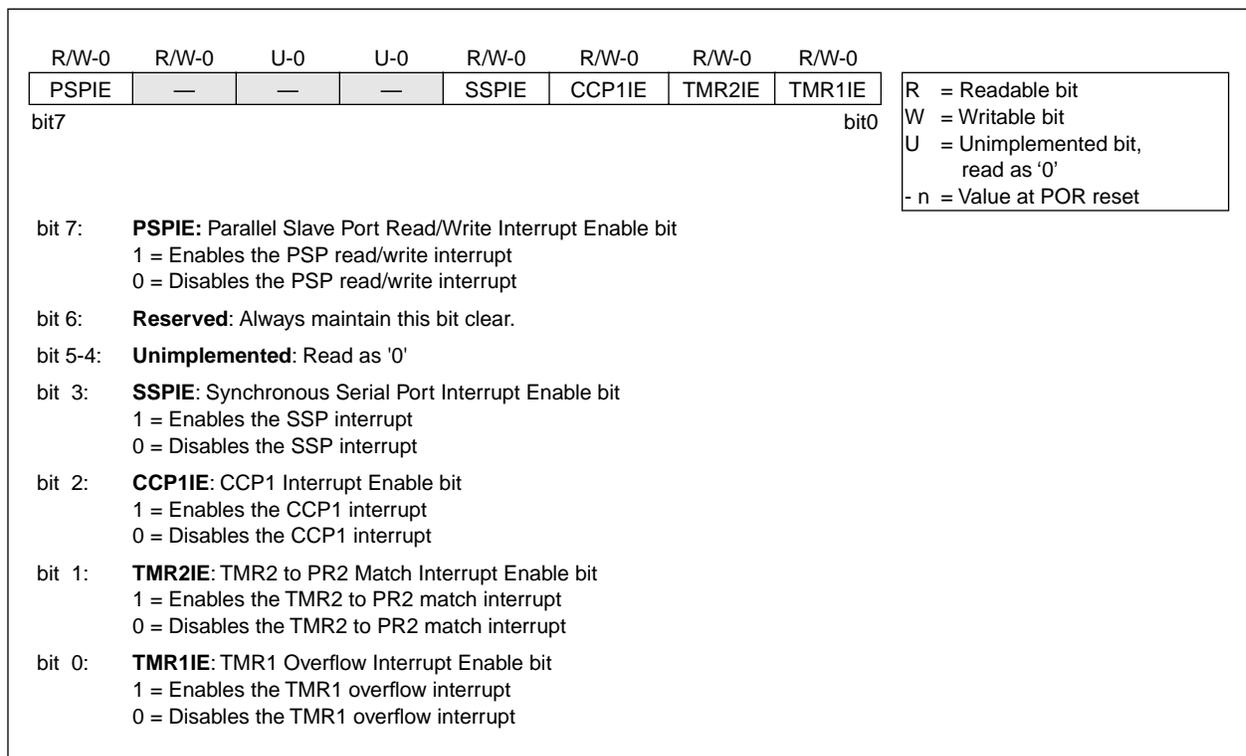 R/W-0 R/W-0 U-0 U-0 R/W-0 R/W-0 R/W-0 R/W-0
PSPIE — — — SSPIE CCP1IE TMR2IE TMR1IE
bit7 bit0
R = Readable bit
W = Writable bit
U = Unimplemented bit,
read as ‘0’
- n = Value at POR reset
bit 7: PSPIE: Parallel Slave Port Read/Write Interrupt Enable bit
1 = Enables the PSP read/write interrupt
0 = Disables the PSP read/write interrupt
bit 6: Reserved: Always maintain this bit clear.
bit 5-4: Unimplemented: Read as '0'
bit 3: SSPIE: Synchronous Serial Port Interrupt Enable bit
1 = Enables the SSP interrupt
0 = Disables the SSP interrupt
bit 2: CCP1IE: CCP1 Interrupt Enable bit
1 = Enables the CCP1 interrupt
0 = Disables the CCP1 interrupt
bit 1: TMR2IE: TMR2 to PR2 Match Interrupt Enable bit
1 = Enables the TMR2 to PR2 match interrupt
0 = Disables the TMR2 to PR2 match interrupt
bit 0: TMR1IE: TMR1 Overflow Interrupt Enable bit
1 = Enables the TMR1 overflow interrupt
0 = Disables the TMR1 overflow interrupt